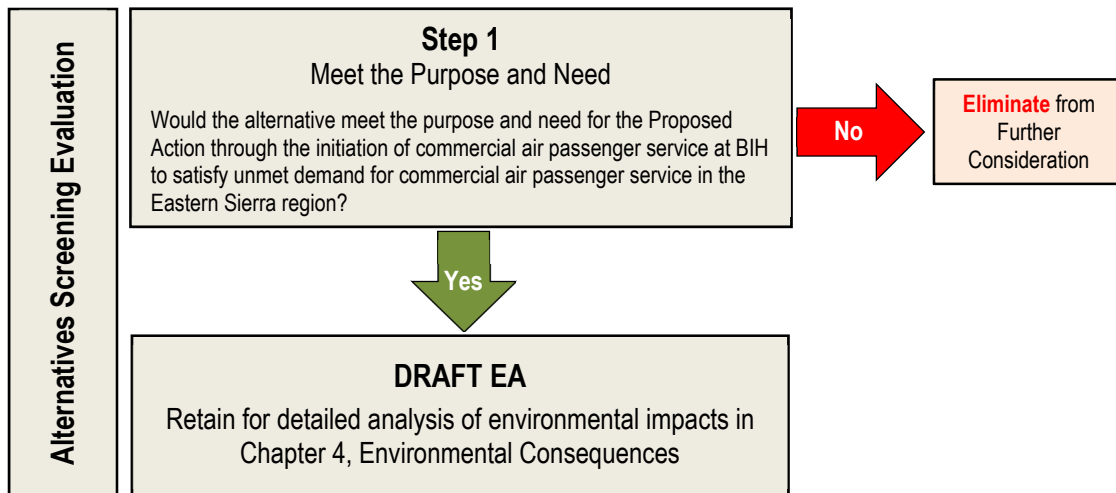 Alternatives Screening Evaluation
Step 1
Meet the Purpose and Need
Would the alternative meet the purpose and need for the Proposed
Action through the initiation of commercial air passenger service at BIH
to satisfy unmet demand for commercial air passenger service in the
Eastern Sierra region?
No
Eliminate from
Further
Consideration
Yes
DRAFT EA
Retain for detailed analysis of environmental impacts in
Chapter 4, Environmental Consequences